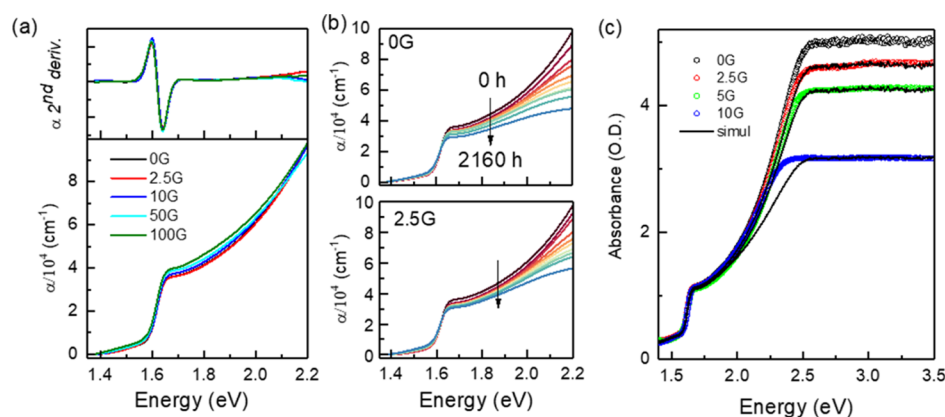 (a)
α 2nd deriv.
0G
2.5G
10G
50G
100G
α/10⁴ (cm⁻¹)
8
6
4
2
0
1.4
1.6
1.8
2.0
2.2
Energy (eV)
(b)
0G
0 h
2160 h
α/10⁴ (cm⁻¹)
10
8
6
4
2
0
2.5G
α/10⁴ (cm⁻¹)
10
8
6
4
2
0
1.4
1.6
1.8
2.0
2.2
Energy (eV)
(c)
0G
2.5G
5G
10G
simul
Absorbance (O.D.)
4
2
0
1.5
2.0
2.5
3.0
3.5
Energy (eV)